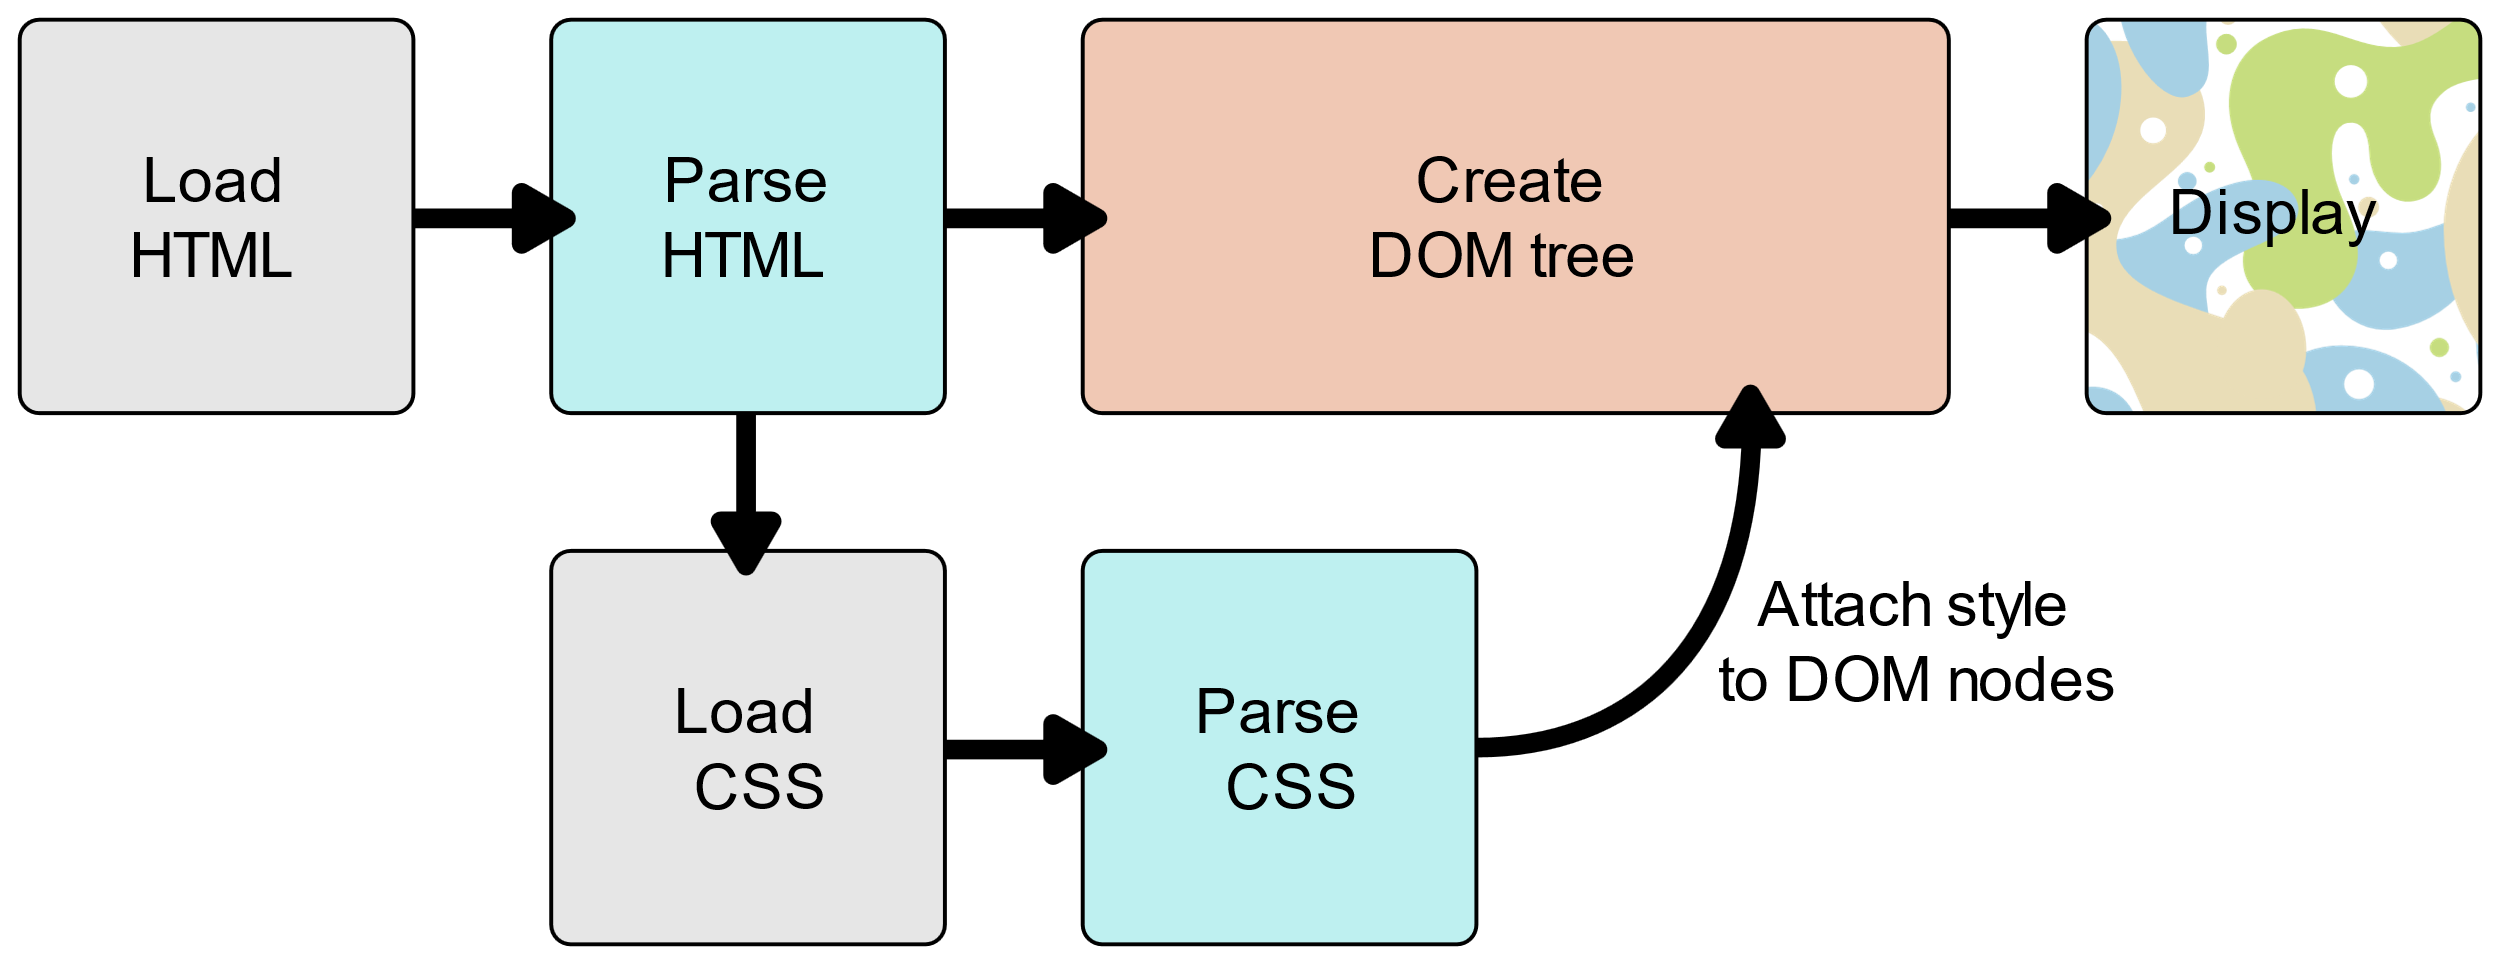 Load
HTML
Parse
HTML
Create
DOM tree
Display
Load
CSS
Parse
CSS
Attach style
to DOM nodes